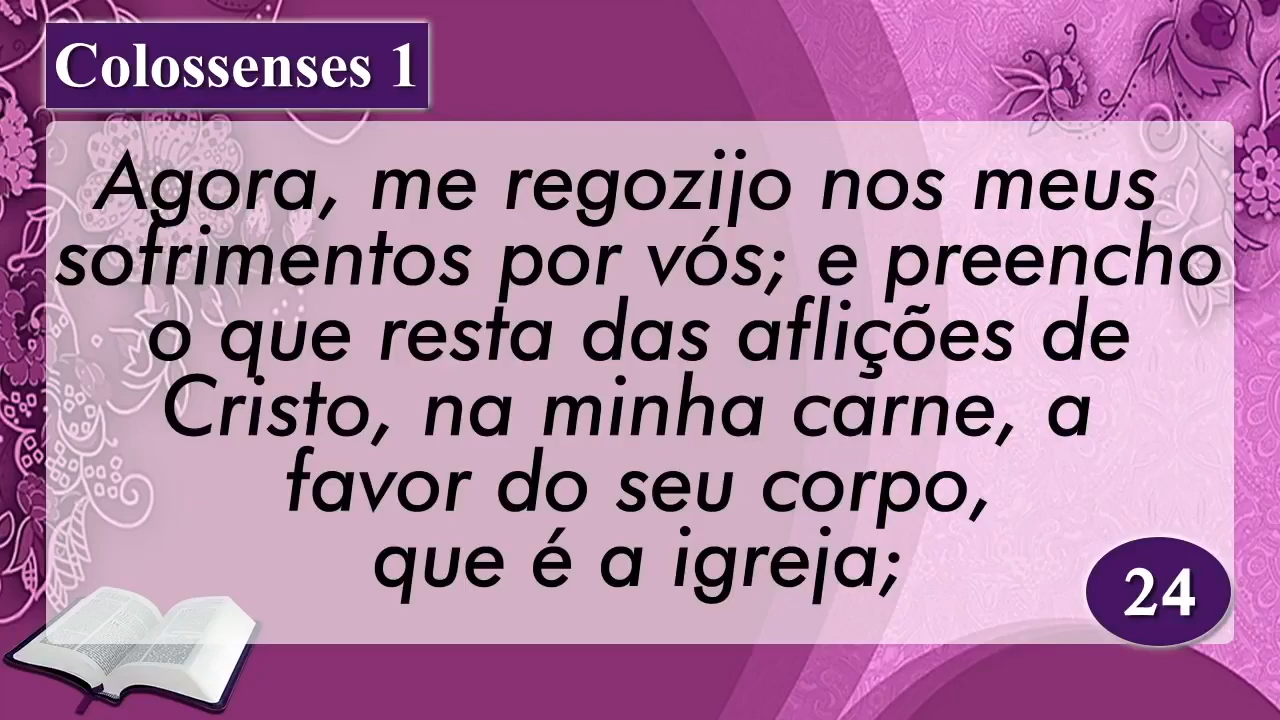 Colossenses 1
Agora, me regozijo nos meus
sofrimentos por vós; e preencho
o que resta das aflições de
Cristo, na minha carne, a
favor do seu corpo,
que é a igreja;
24